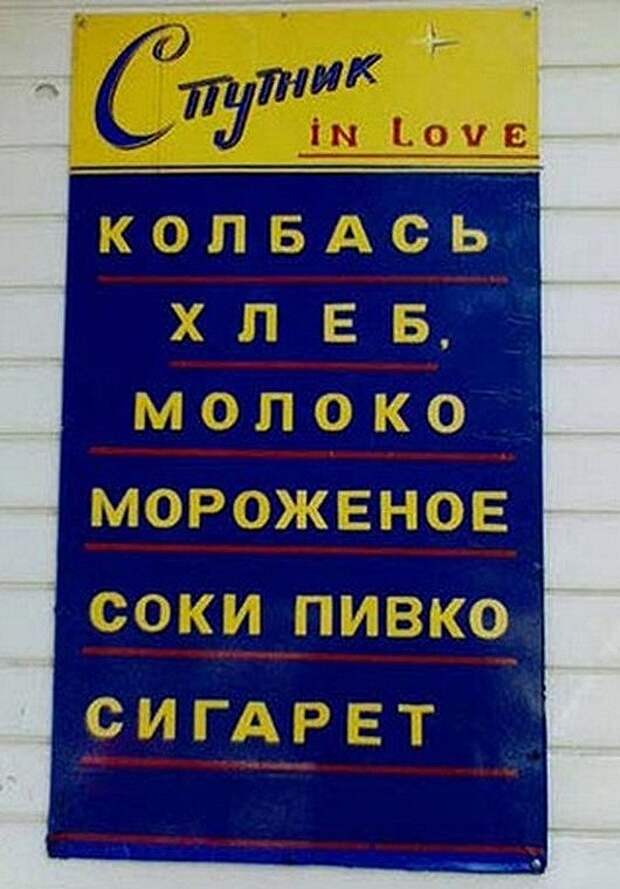 Спутник
in Love
КОЛБАСЬ
ХЛЕБ,
МОЛОКО
МОРОЖЕНОЕ
СОКИ ПИВКО
СИГАРЕТ